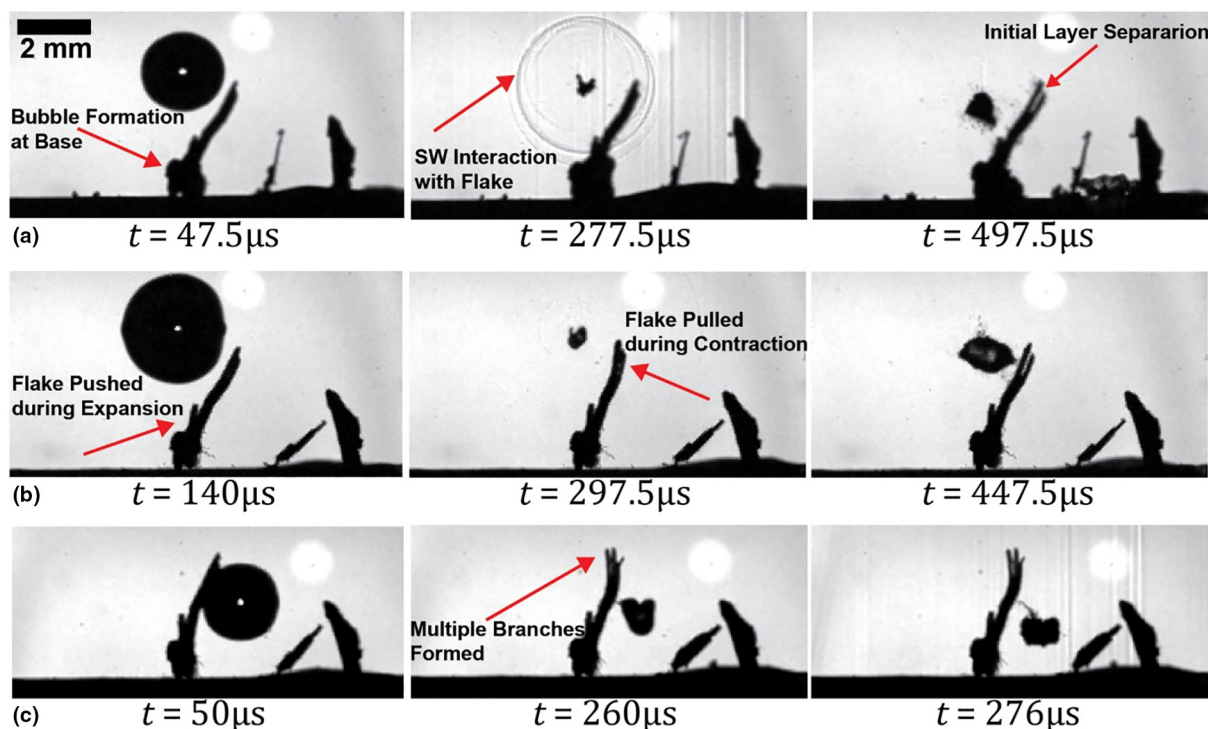 2 mm
Bubble Formation
at Base
SW Interaction
with Flake
Initial Layer Separarion
(a)
t = 47.5μs
t = 277.5μs
t = 497.5μs
Flake Pushed
during Expansion
Flake Pulled
during Contraction
(b)
t = 140μs
t = 297.5μs
t = 447.5μs
Multiple Branches
Formed
(c)
t = 50μs
t = 260μs
t = 276μs